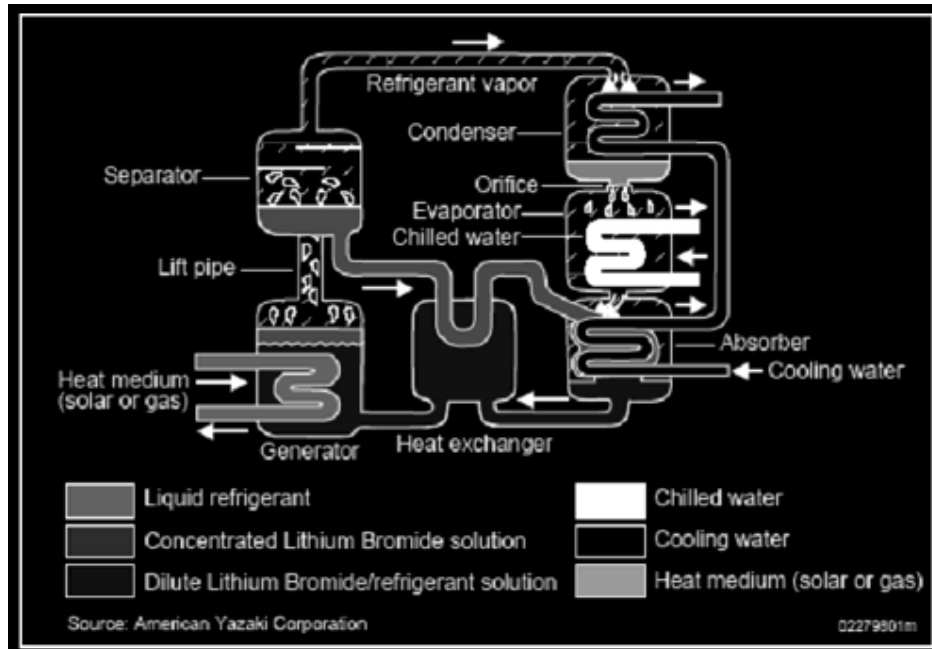 Refrigerant vapor
Condenser
Separator
Orifice
Evaporator
Chilled water
Lift pipe
Absorber
Cooling water
Heat medium
(solar or gas)
Generator
Heat exchanger
Liquid refrigerant
Chilled water
Concentrated Lithium Bromide solution
Cooling water
Dilute Lithium Bromide/refrigerant solution
Heat medium (solar or gas)
Source: American Yazaki Corporation
02279801m